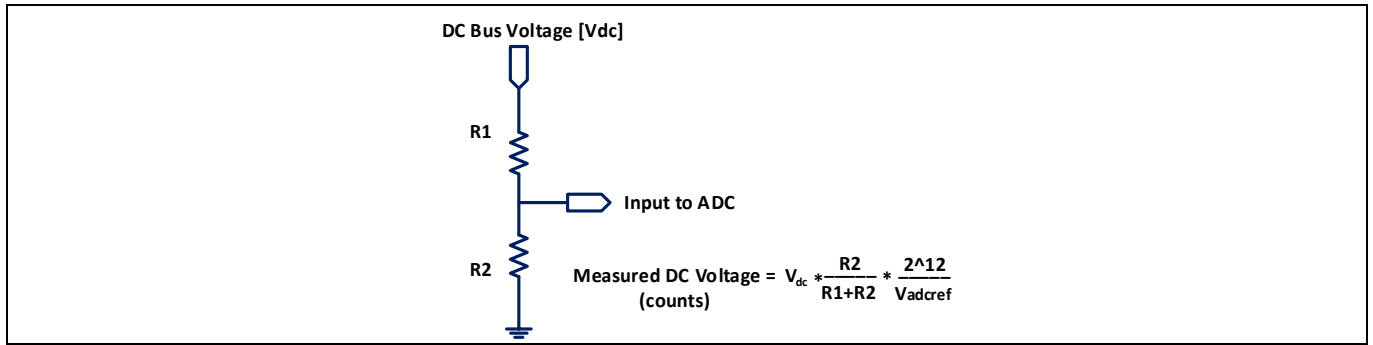 DC Bus Voltage [Vdc]
R1
Input to ADC
R2
Measured DC Voltage = Vdc * R2/R1+R2 * 2^12/Vadcref
(counts)